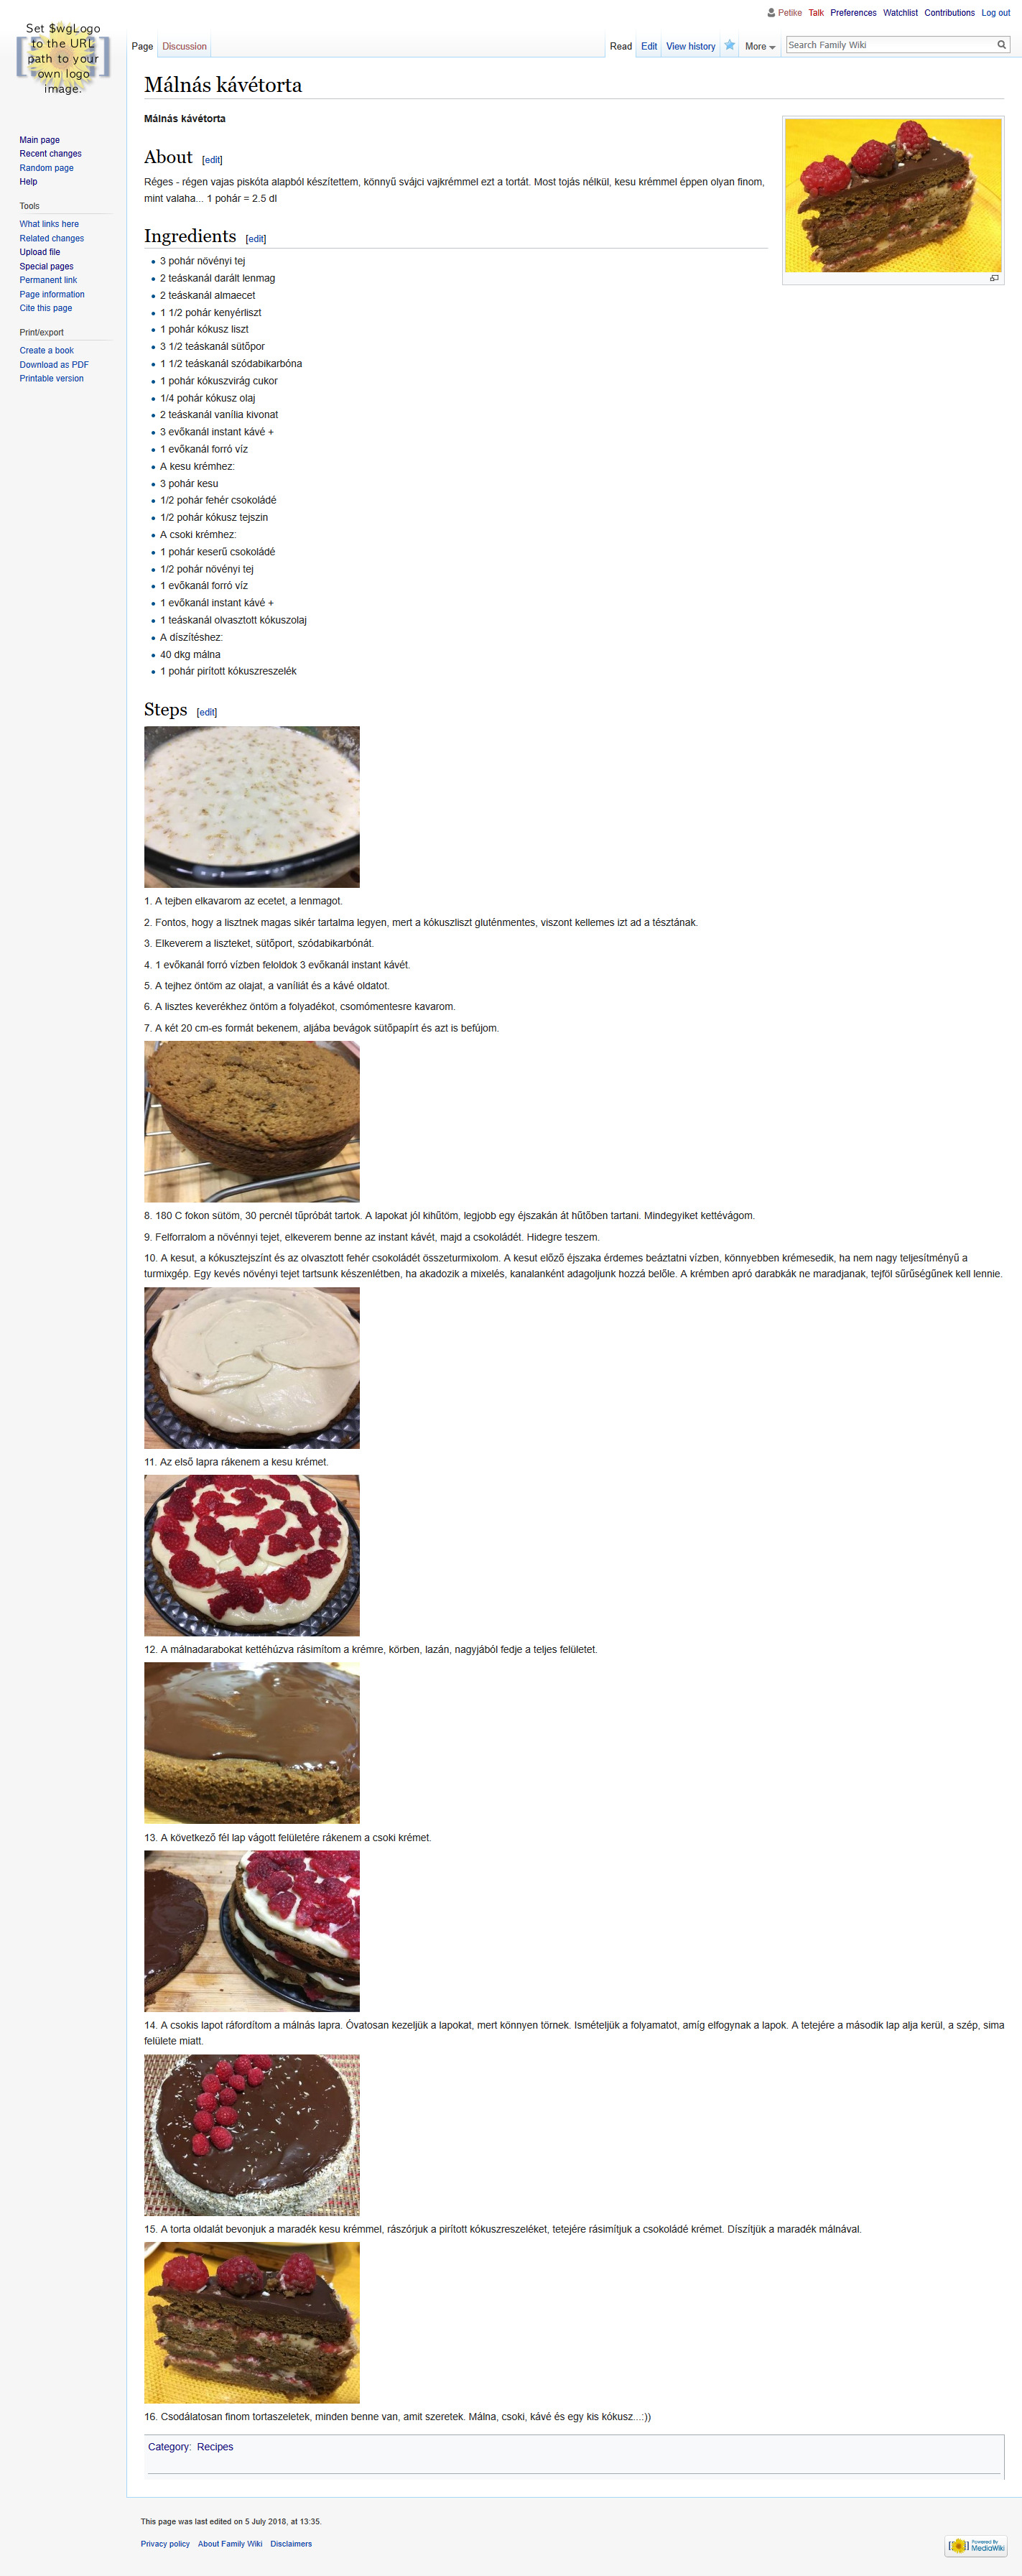 Petike Talk Preferences Watchlist Contributions Log out
Set $wgLogo
to the URL
path to your
own logo
image.
Page Discussion Read Edit View history More Search Family Wiki
Main page
Recent changes
Random page
Help
Tools
What links here
Related changes
Upload file
Special pages
Permanent link
Page information
Cite this page
Print/export
Create a book
Download as PDF
Printable version
Málnás kávétorta
Málnás kávétorta
About [edit]
Réges - régen vajas piskóta alapból készítettem, könnyű svájci vajkrémmel ezt a tortát. Most tojás nélkül, kesu krémmel éppen olyan finom,
mint valaha... 1 pohár = 2.5 dl
Ingredients [edit]
3 pohár növényi tej
2 teáskanál darált lenmag
2 teáskanál almaecet
1 1/2 pohár kenyérliszt
1 pohár kókusz liszt
3 1/2 teáskanál sütőpor
1 1/2 teáskanál szódabikarbóna
1 pohár kókuszvirág cukor
1/4 pohár kókusz olaj
2 teáskanál vanília kivonat
3 evőkanál instant kávé +
1 evőkanál forró víz
A kesu krémhez:
3 pohár kesu
1/2 pohár fehér csokoládé
1/2 pohár kókusz tejszin
A csoki krémhez:
1 pohár keserű csokoládé
1/2 pohár növényi tej
1 evőkanál forró víz
1 evőkanál instant kávé +
1 teáskanál olvasztott kókuszolaj
A díszítéshez:
40 dkg málna
1 pohár pirított kókuszreszelék
Steps [edit]
1. A tejben elkavarom az ecetet, a lenmagot.
2. Fontos, hogy a lisztnek magas sikér tartalma legyen, mert a kókuszliszt gluténmentes, viszont kellemes izt ad a tésztának.
3. Elkeverem a liszteket, sütőport, szódabikarbónát.
4. 1 evőkanál forró vízben feloldok 3 evőkanál instant kávét.
5. A tejhez öntöm az olajat, a vaníliát és a kávé oldatot.
6. A lisztes keverékhez öntöm a folyadékot, csomómentesre kavarom.
7. A két 20 cm-es formát bekenem, aljába bevágok sütőpapírt és azt is befújom.
8. 180 C fokon sütöm, 30 percnél tűpróbát tartok. A lapokat jól kihűtöm, legjobb egy éjszakán át hűtőben tartani. Mindegyiket kettévágom.
9. Felforralom a növénnyi tejet, elkeverem benne az instant kávét, majd a csokoládét. Hidegre teszem.
10. A kesut, a kókusztejszínt és az olvasztott fehér csokoládét összeturmixolom. A kesut előző éjszaka érdemes beáztatni vízben, könnyebben krémesedik, ha nem nagy teljesítményű a
turmixgép. Egy kevés növényi tejet tartsunk készenlétben, ha akadozik a mixelés, kanalanként adagoljunk hozzá belőle. A krémben apró darabkák ne maradjanak, tejföl sűrűségűnek kell lennie.
11. Az első lapra rákenem a kesu krémet.
12. A málnadarabokat kettéhúzva rásimítom a krémre, körben, lazán, nagyjából fedje a teljes felületet.
13. A következő fél lap vágott felületére rákenem a csoki krémet.
14. A csokis lapot ráfordítom a málnás lapra. Óvatosan kezeljük a lapokat, mert könnyen törnek. Ismételjük a folyamatot, amíg elfogynak a lapok. A tetejére a második lap alja kerül, a szép, sima
felülete miatt.
15. A torta oldalát bevonjuk a maradék kesu krémmel, rászórjuk a pirított kókuszreszeléket, tetejére rásimítjuk a csokoládé krémet. Díszítjük a maradék málnával.
16. Csodálatosan finom tortaszeletek, minden benne van, amit szeretek. Málna, csoki, kávé és egy kis kókusz...:))
Category: Recipes
This page was last edited on 5 July 2018, at 13:35.
Privacy policy About Family Wiki Disclaimers
Powered By
MediaWiki